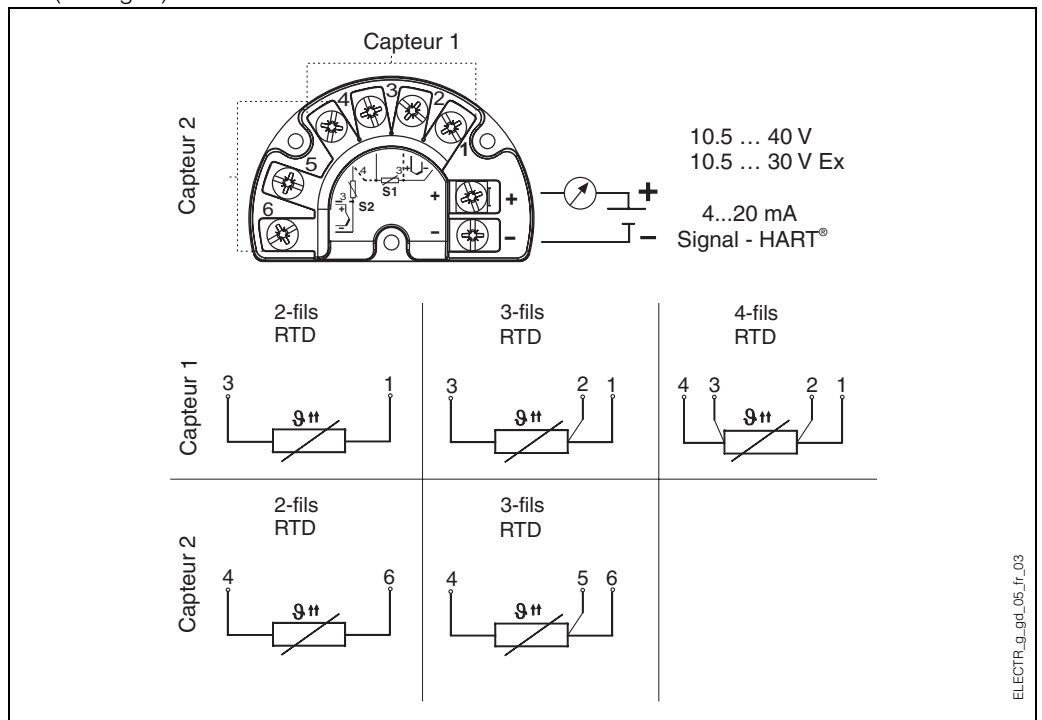 Capteur 1
Capteur 2
6 5 4 3 2 1
4 3 + -
S1
3
S2
+
-
+
-
+
-
10.5 … 40 V
10.5 … 30 V Ex
+
4...20 mA
-
Signal - HART®
2-fils
RTD
3-fils
RTD
4-fils
RTD
Capteur 1
3 1
ϑ
3 2 1
ϑ
4 3 2 1
ϑ
2-fils
RTD
3-fils
RTD
Capteur 2
4 6
ϑ
4 5 6
ϑ
ELECTR_g_gd_05_fr_03